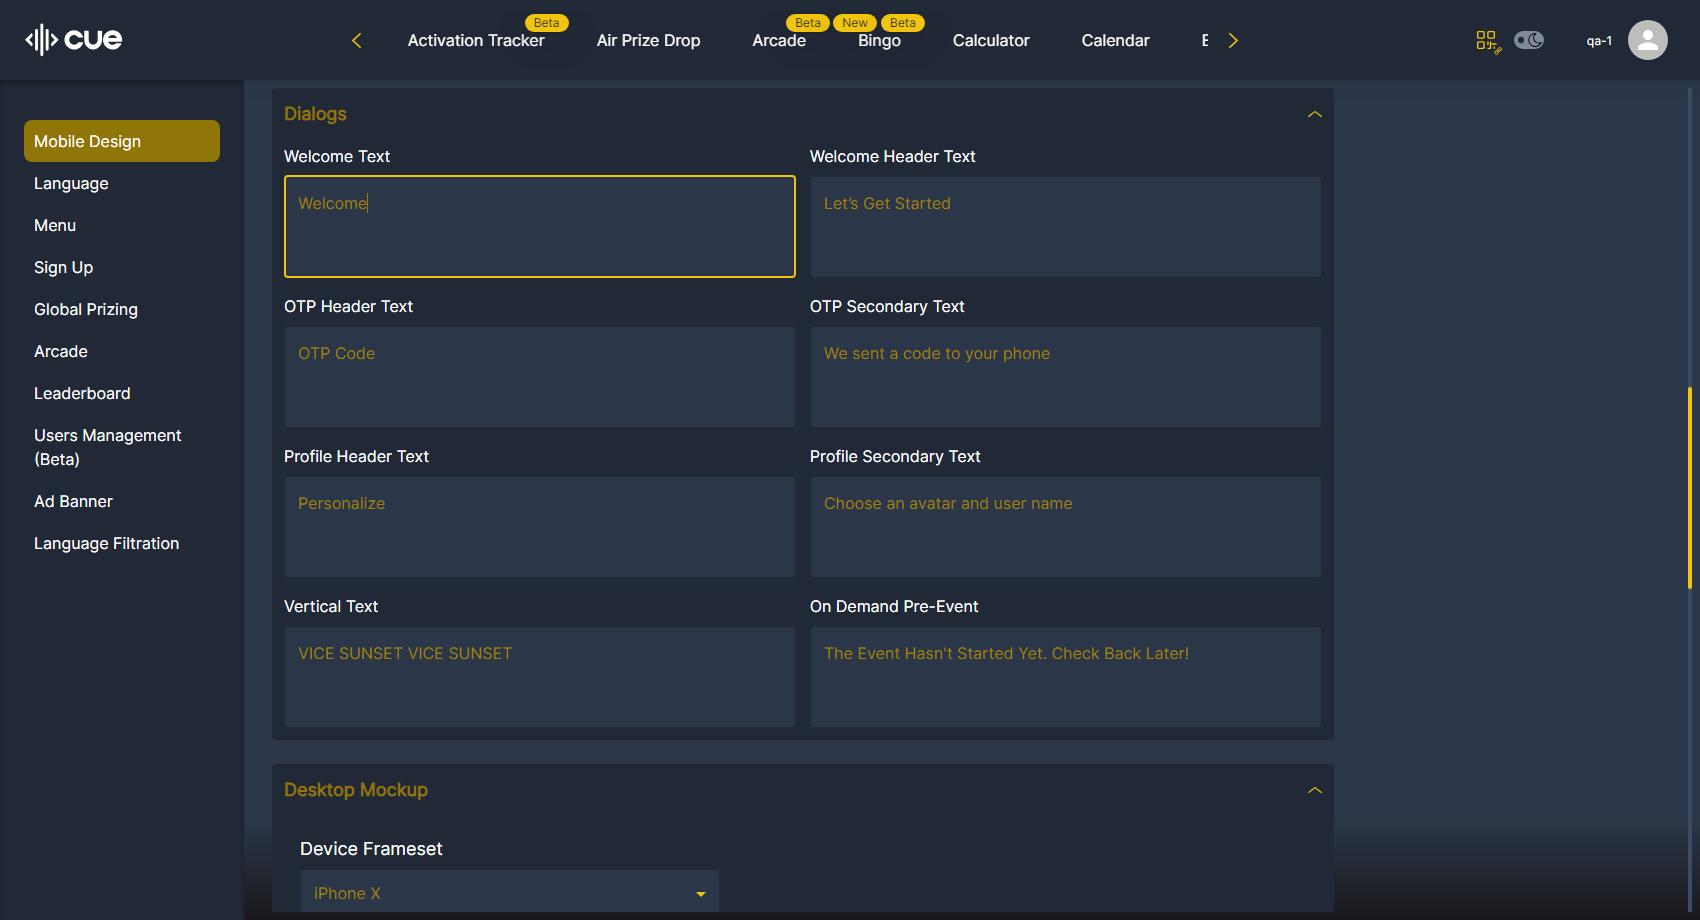 cue
Beta
Beta
New
Beta
Activation Tracker
Air Prize Drop
Arcade
Bingo
Calculator
Calendar
qa-1
Mobile Design
Language
Menu
Sign Up
Global Prizing
Arcade
Leaderboard
Users Management
(Beta)
Ad Banner
Language Filtration
Dialogs
Welcome Text
Welcome Header Text
Welcome
Let’s Get Started
OTP Header Text
OTP Secondary Text
OTP Code
We sent a code to your phone
Profile Header Text
Profile Secondary Text
Personalize
Choose an avatar and user name
Vertical Text
On Demand Pre-Event
VICE SUNSET VICE SUNSET
The Event Hasn't Started Yet. Check Back Later!
Desktop Mockup
Device Frameset
iPhone X